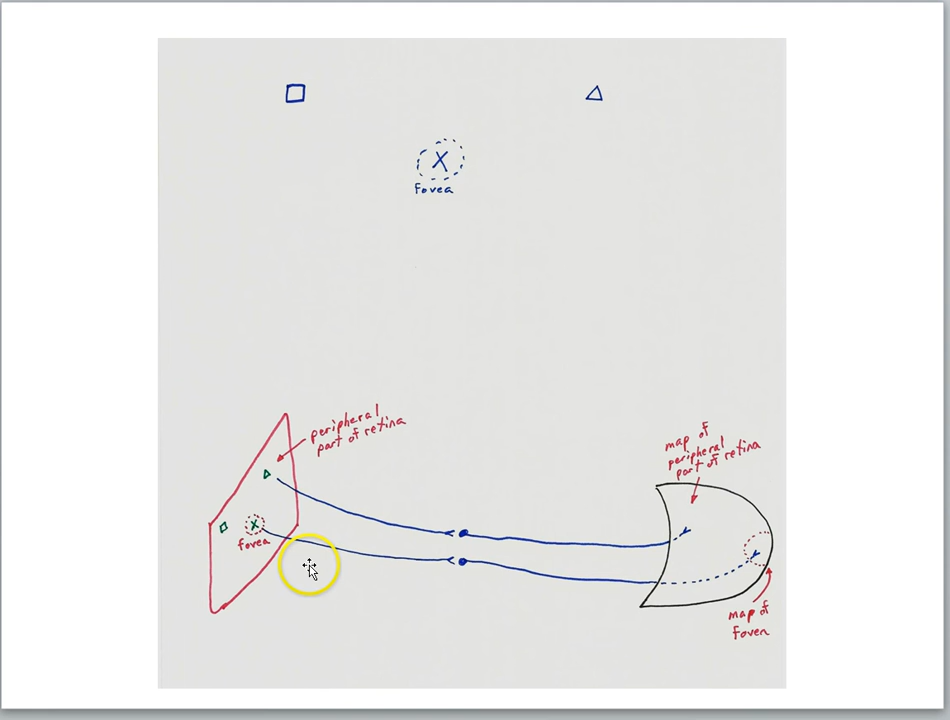 X
Fovea
peripheral
part of retina
map of
peripheral
part of retina
X
fovea
map of
fovea